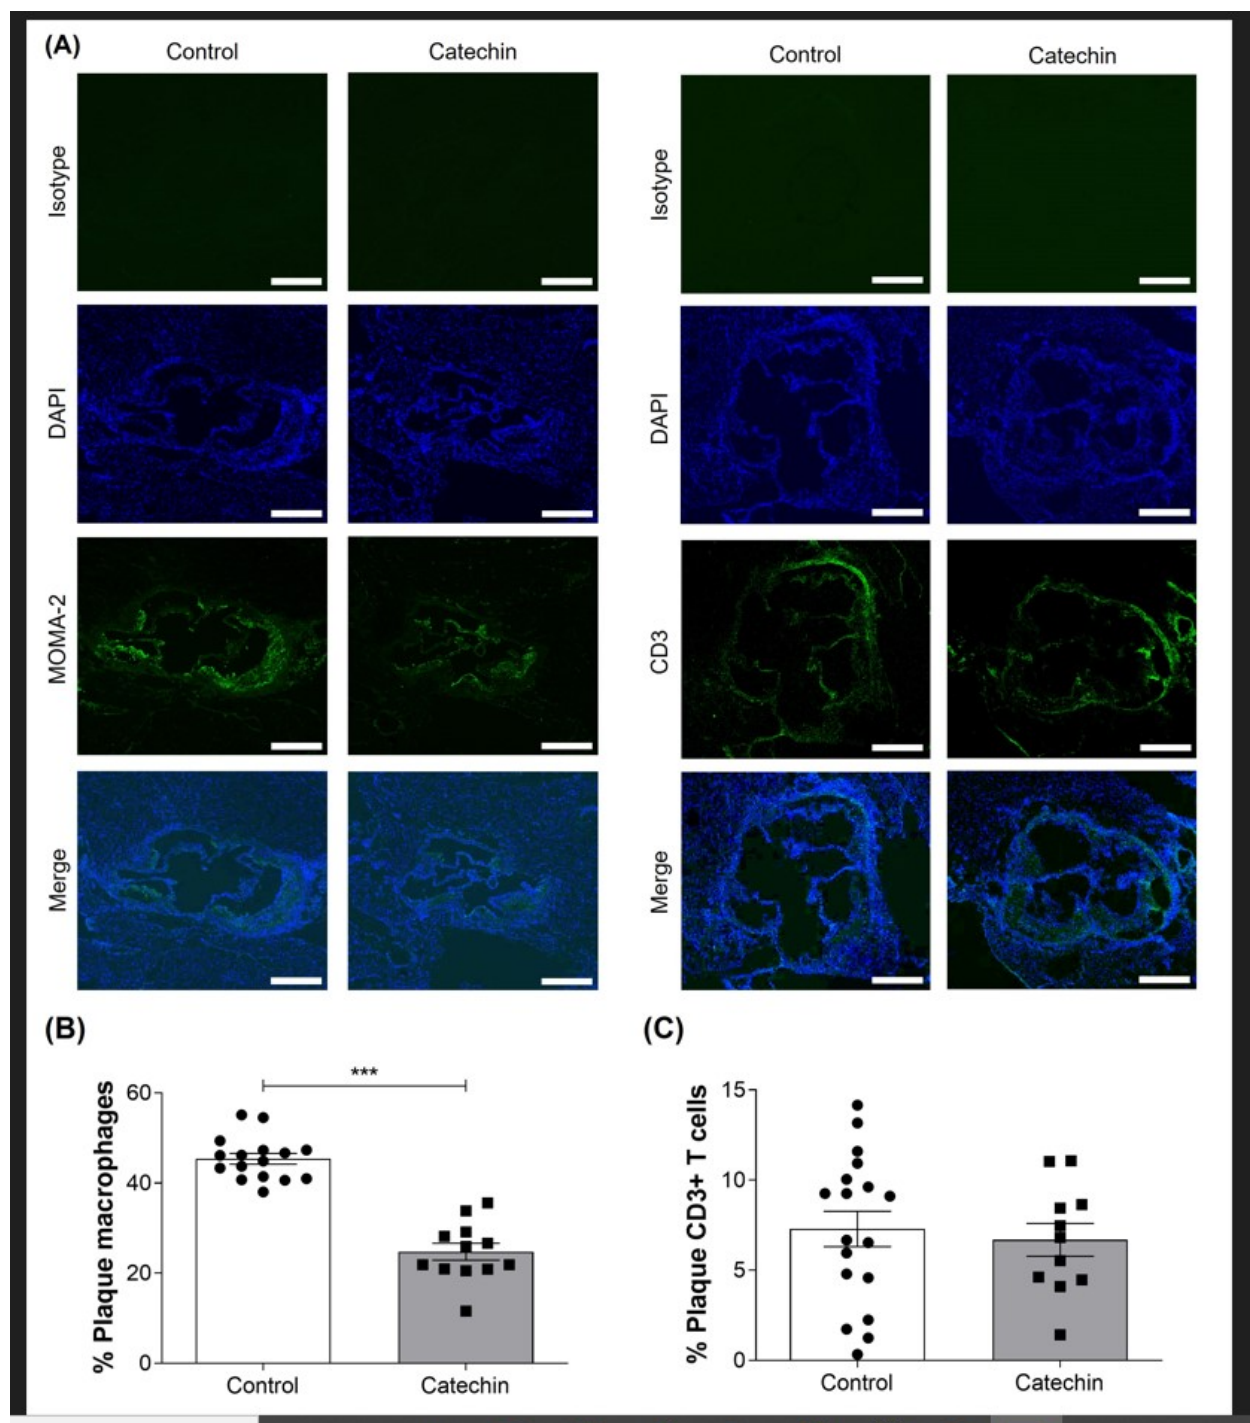 (A)
Control
Catechin
Control
Catechin
Isotype
Isotype
DAPI
DAPI
MOMA-2
CD3
Merge
Merge
(B)
(C)
***
% Plaque macrophages
60
40
20
0
Control
Catechin
% Plaque CD3+ T cells
15
10
5
0
Control
Catechin